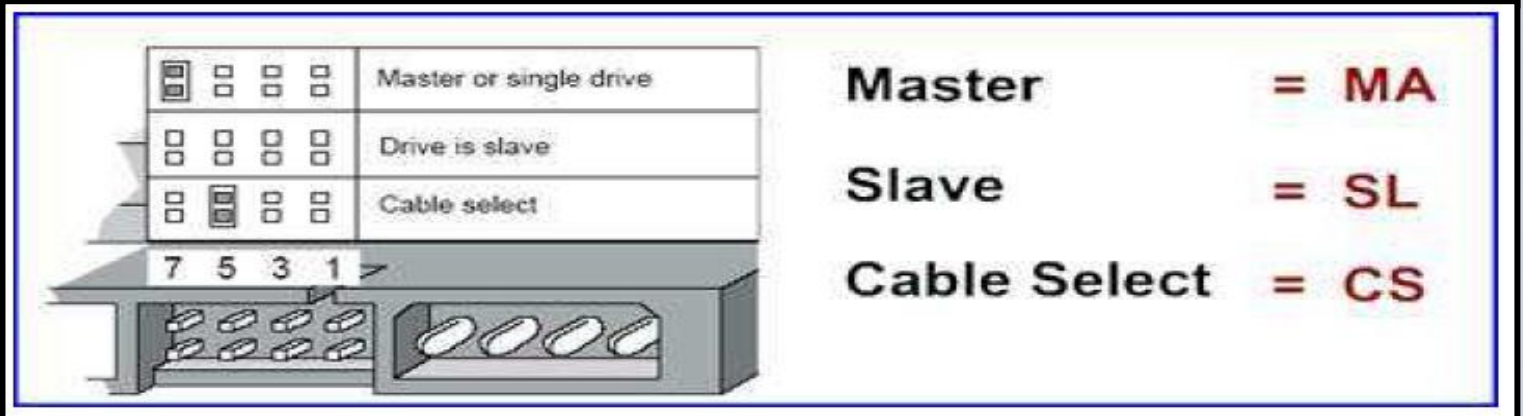 Master or single drive
Drive is slave
Cable select
7 5 3 1
Master = MA
Slave = SL
Cable Select = CS